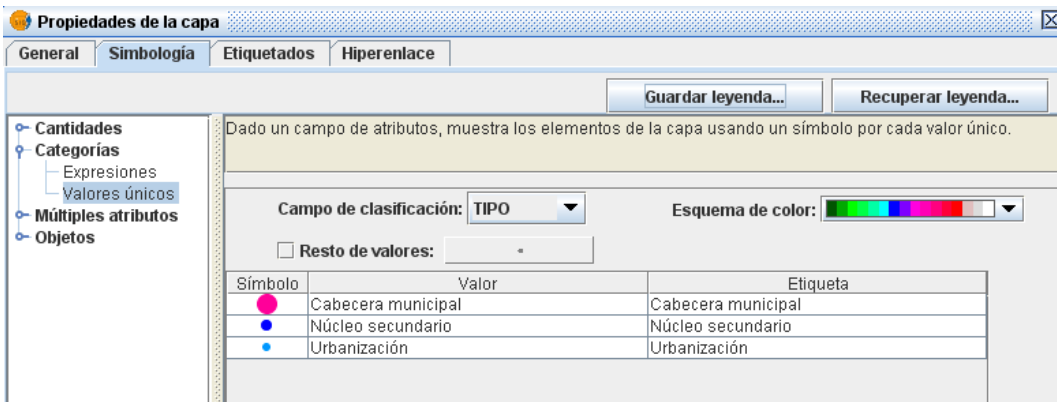 Propiedades de la capa
General Simbología Etiquetados Hiperenlace
Guardar leyenda... Recuperar leyenda...
Cantidades
Categorías
Expresiones
Valores únicos
Múltiples atributos
Objetos
Dado un campo de atributos, muestra los elementos de la capa usando un símbolo por cada valor único.
Campo de clasificación: TIPO Esquema de color:
Resto de valores:
Símbolo Valor Etiqueta
Cabecera municipal Cabecera municipal
Núcleo secundario Núcleo secundario
Urbanización Urbanización